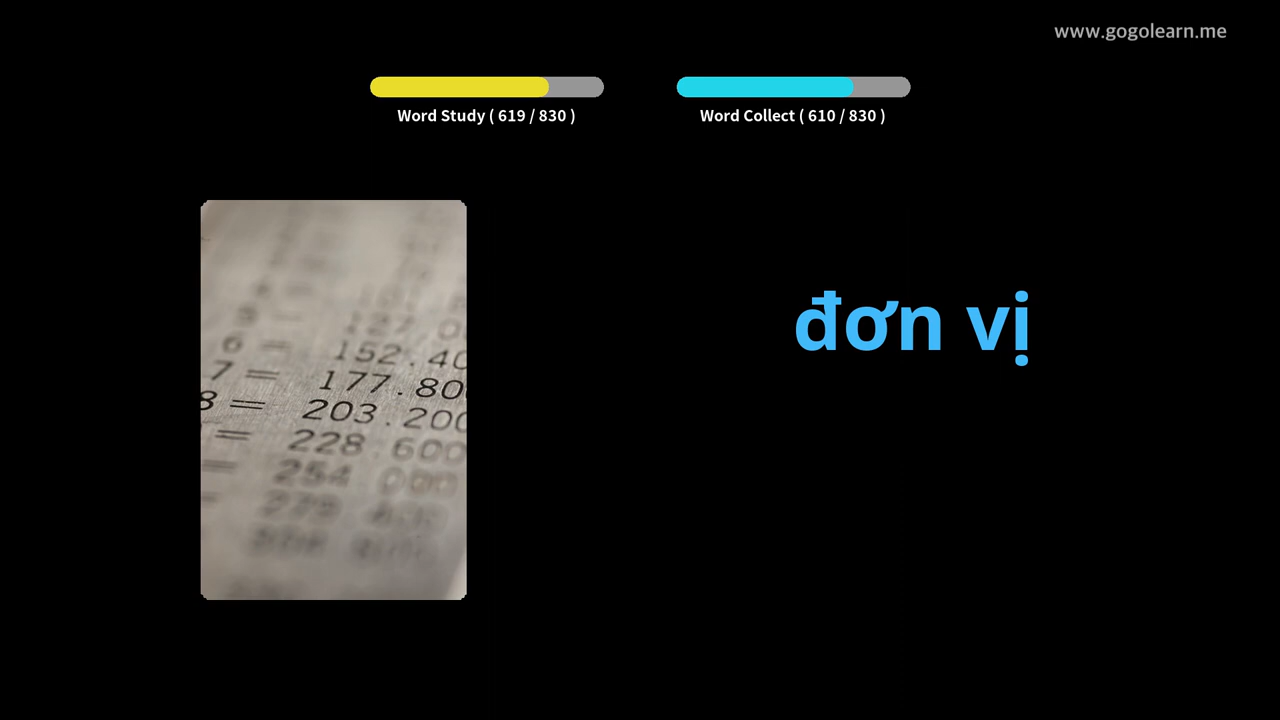 www.gogolearn.me
Word Study ( 619 / 830 )
Word Collect ( 610 / 830 )
đơn vị
6 = 152.40
7 = 177.80
8 = 203.200
= 228.600
= 254 000